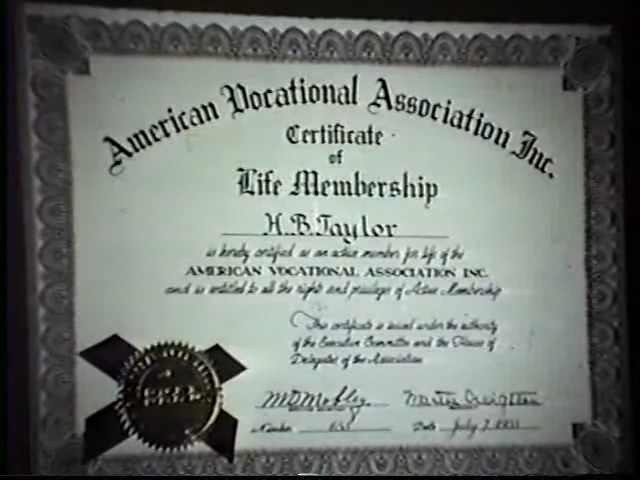 American Vocational Association Inc.
Certificate
of
Life Membership
H.B. Taylor
is hereby certified as an active member for life of the
AMERICAN VOCATIONAL ASSOCIATION INC.
and is entitled to all the rights and privileges of Active Membership
This certificate is issued under the authority
of the Executive Committee and the House of
Delegates of the Association
M D Mobley
Number Date July